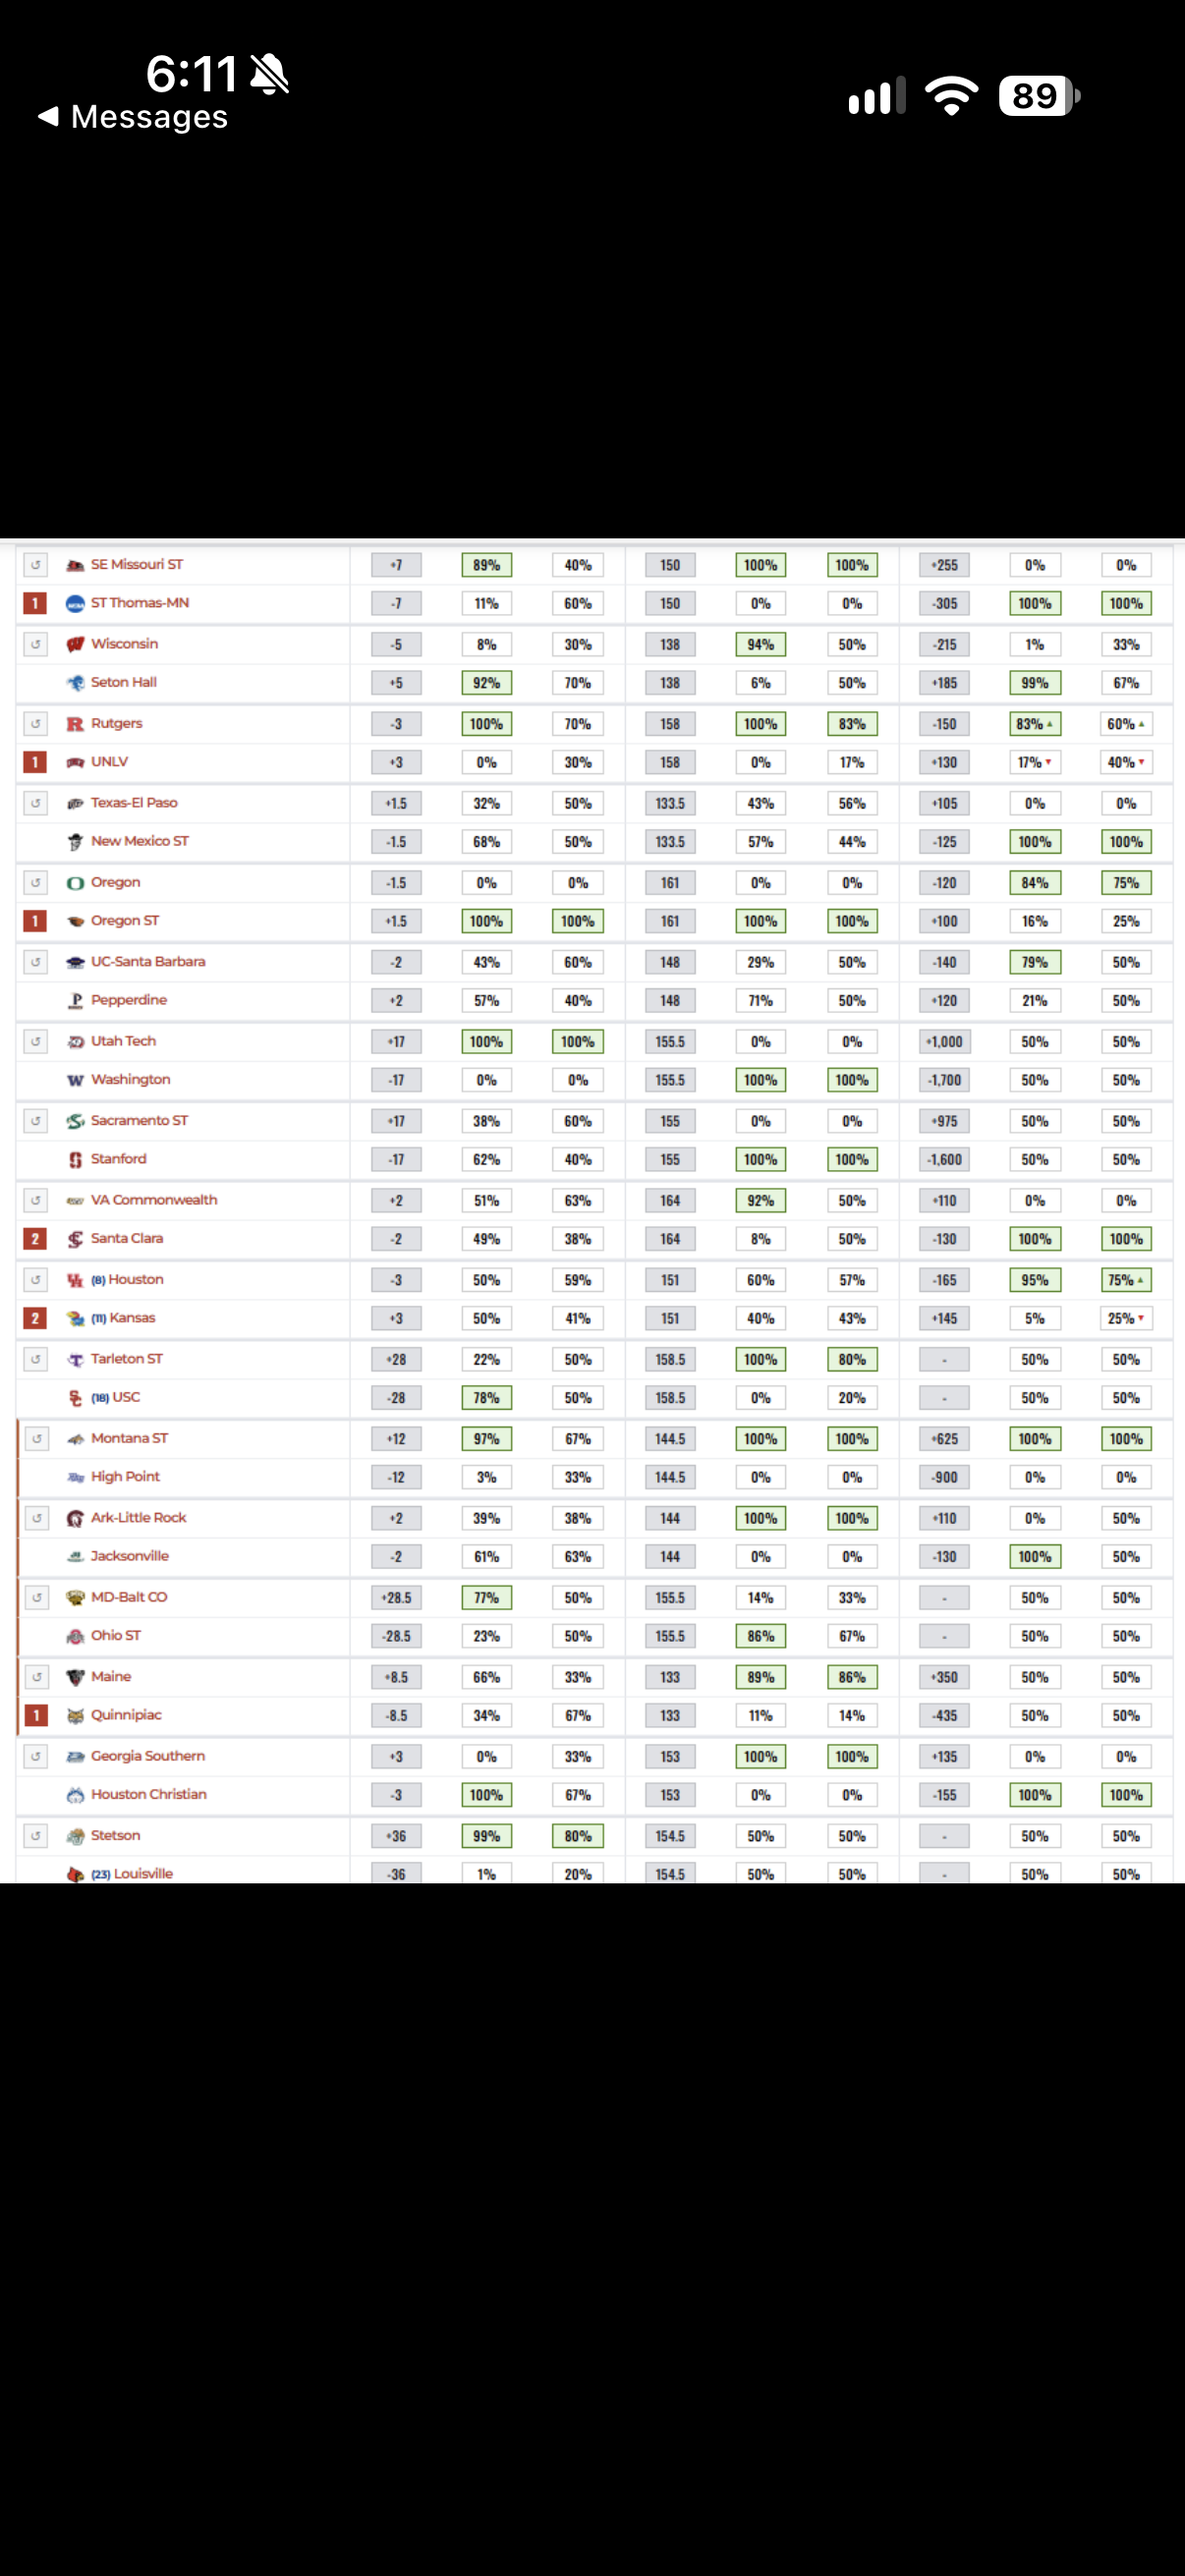 6:11
◀ Messages
89
↺ SE Missouri ST +7 89% 40% 150 100% 100% +255 0% 0%
1 ST Thomas-MN -7 11% 60% 150 0% 0% -305 100% 100%
↺ Wisconsin -5 8% 30% 138 94% 50% -215 1% 33%
Seton Hall +5 92% 70% 138 6% 50% +185 99% 67%
↺ Rutgers -3 100% 70% 158 100% 83% -150 83% ▲ 60% ▲
1 UNLV +3 0% 30% 158 0% 17% +130 17% ▼ 40% ▼
↺ Texas-El Paso +1.5 32% 50% 133.5 43% 56% +105 0% 0%
New Mexico ST -1.5 68% 50% 133.5 57% 44% -125 100% 100%
↺ Oregon -1.5 0% 0% 161 0% 0% -120 84% 75%
1 Oregon ST +1.5 100% 100% 161 100% 100% +100 16% 25%
↺ UC-Santa Barbara -2 43% 60% 148 29% 50% -140 79% 50%
Pepperdine +2 57% 40% 148 71% 50% +120 21% 50%
↺ Utah Tech +17 100% 100% 155.5 0% 0% +1,000 50% 50%
Washington -17 0% 0% 155.5 100% 100% -1,700 50% 50%
↺ Sacramento ST +17 38% 60% 155 0% 0% +975 50% 50%
Stanford -17 62% 40% 155 100% 100% -1,600 50% 50%
↺ VA Commonwealth +2 51% 63% 164 92% 50% +110 0% 0%
2 Santa Clara -2 49% 38% 164 8% 50% -130 100% 100%
↺ (8) Houston -3 50% 59% 151 60% 57% -165 95% 75% ▲
2 (11) Kansas +3 50% 41% 151 40% 43% +145 5% 25% ▼
↺ Tarleton ST +28 22% 50% 158.5 100% 80% - 50% 50%
(18) USC -28 78% 50% 158.5 0% 20% - 50% 50%
↺ Montana ST +12 97% 67% 144.5 100% 100% +625 100% 100%
High Point -12 3% 33% 144.5 0% 0% -900 0% 0%
↺ Ark-Little Rock +2 39% 38% 144 100% 100% +110 0% 50%
Jacksonville -2 61% 63% 144 0% 0% -130 100% 50%
↺ MD-Balt CO +28.5 77% 50% 155.5 14% 33% - 50% 50%
Ohio ST -28.5 23% 50% 155.5 86% 67% - 50% 50%
↺ Maine +8.5 66% 33% 133 89% 86% +350 50% 50%
1 Quinnipiac -8.5 34% 67% 133 11% 14% -435 50% 50%
↺ Georgia Southern +3 0% 33% 153 100% 100% +135 0% 0%
Houston Christian -3 100% 67% 153 0% 0% -155 100% 100%
↺ Stetson +36 99% 80% 154.5 50% 50% - 50% 50%
(23) Louisville -36 1% 20% 154.5 50% 50% - 50% 50%